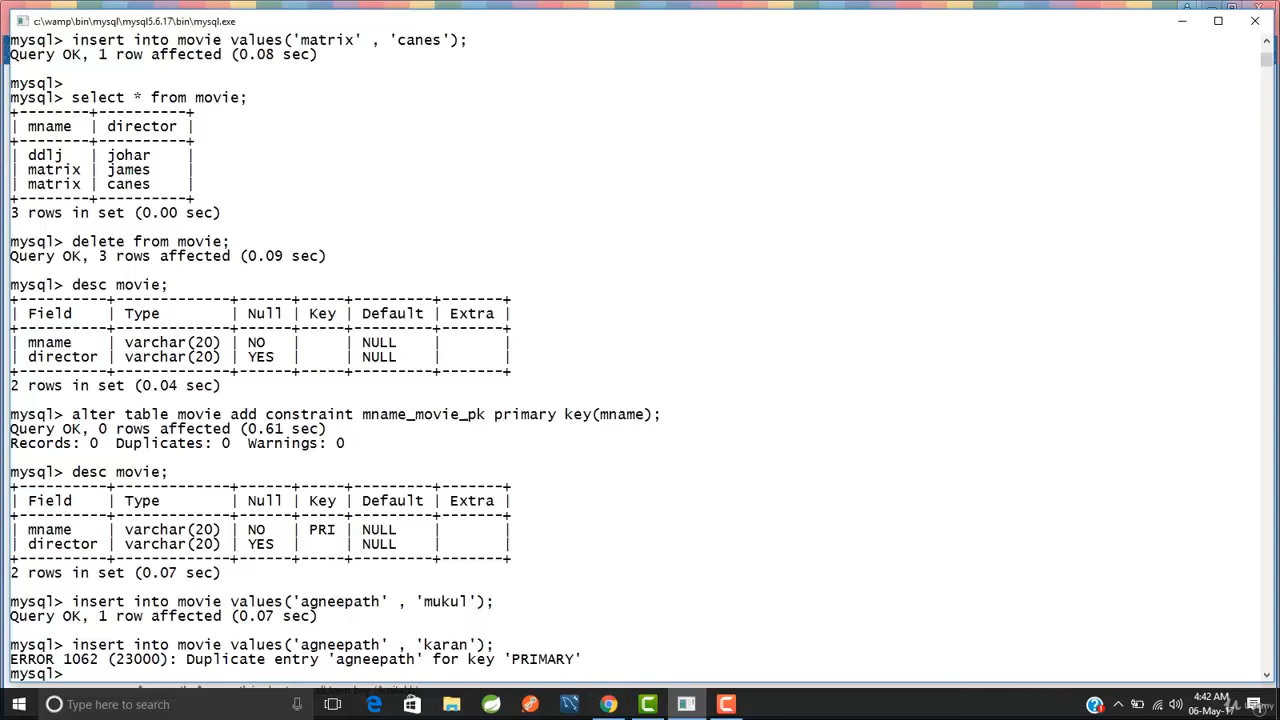 c:\wamp\bin\mysql\mysql5.6.17\bin\mysql.exe
mysql> insert into movie values('matrix' , 'canes');
Query OK, 1 row affected (0.08 sec)
mysql>
mysql> select * from movie;
+--------+----------+
| mname  | director |
+--------+----------+
| ddlj   | johar    |
| matrix | james    |
| matrix | canes    |
+--------+----------+
3 rows in set (0.00 sec)
mysql> delete from movie;
Query OK, 3 rows affected (0.09 sec)
mysql> desc movie;
+----------+-------------+------+-----+---------+-------+
| Field    | Type        | Null | Key | Default | Extra |
+----------+-------------+------+-----+---------+-------+
| mname    | varchar(20) | NO   |     | NULL    |       |
| director | varchar(20) | YES  |     | NULL    |       |
+----------+-------------+------+-----+---------+-------+
2 rows in set (0.04 sec)
mysql> alter table movie add constraint mname_movie_pk primary key(mname);
Query OK, 0 rows affected (0.61 sec)
Records: 0  Duplicates: 0  Warnings: 0
mysql> desc movie;
+----------+-------------+------+-----+---------+-------+
| Field    | Type        | Null | Key | Default | Extra |
+----------+-------------+------+-----+---------+-------+
| mname    | varchar(20) | NO   | PRI | NULL    |       |
| director | varchar(20) | YES  |     | NULL    |       |
+----------+-------------+------+-----+---------+-------+
2 rows in set (0.07 sec)
mysql> insert into movie values('agneepath' , 'mukul');
Query OK, 1 row affected (0.07 sec)
mysql> insert into movie values('agneepath' , 'karan');
ERROR 1062 (23000): Duplicate entry 'agneepath' for key 'PRIMARY'
mysql>
Type here to search
4:42 AM
06-May-17
Udemy